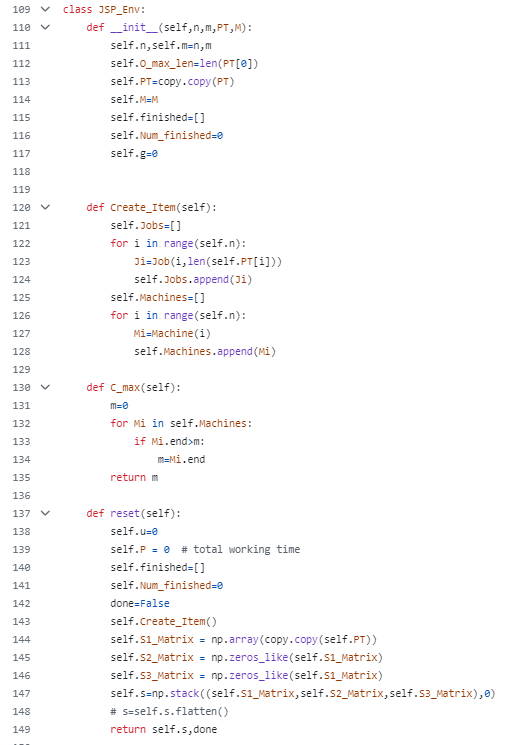 109 class JSP_Env:
110 def __init__(self,n,m,PT,M):
111 self.n,self.m=n,m
112 self.O_max_len=len(PT[0])
113 self.PT=copy.copy(PT)
114 self.M=M
115 self.finished=[]
116 self.Num_finished=0
117 self.g=0
118
119
120 def Create_Item(self):
121 self.Jobs=[]
122 for i in range(self.n):
123 Ji=Job(i,len(self.PT[i]))
124 self.Jobs.append(Ji)
125 self.Machines=[]
126 for i in range(self.n):
127 Mi=Machine(i)
128 self.Machines.append(Mi)
129
130 def C_max(self):
131 m=0
132 for Mi in self.Machines:
133 if Mi.end>m:
134 m=Mi.end
135 return m
136
137 def reset(self):
138 self.u=0
139 self.P = 0 # total working time
140 self.finished=[]
141 self.Num_finished=0
142 done=False
143 self.Create_Item()
144 self.S1_Matrix = np.array(copy.copy(self.PT))
145 self.S2_Matrix = np.zeros_like(self.S1_Matrix)
146 self.S3_Matrix = np.zeros_like(self.S1_Matrix)
147 self.s=np.stack((self.S1_Matrix,self.S2_Matrix,self.S3_Matrix),0)
148 # s=self.s.flatten()
149 return self.s,done